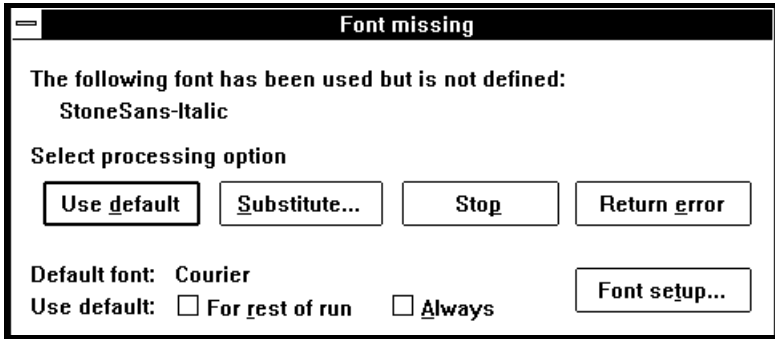 Font missing
The following font has been used but is not defined:
StoneSans-Italic
Select processing option
Use default Substitute... Stop Return error
Default font: Courier
Font setup...
Use default: For rest of run Always